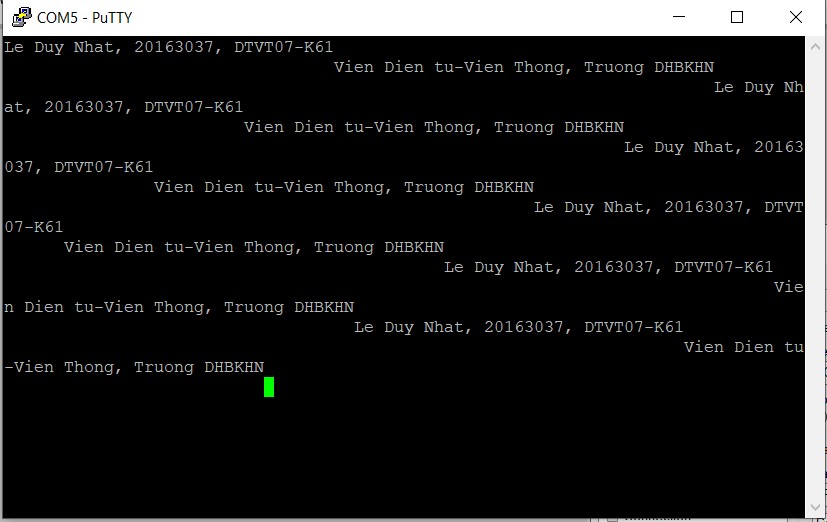 COM5 - PuTTY
Le Duy Nhat, 20163037, DTVT07-K61
Vien Dien tu-Vien Thong, Truong DHBKHN
Le Duy Nh
at, 20163037, DTVT07-K61
Vien Dien tu-Vien Thong, Truong DHBKHN
Le Duy Nhat, 20163
037, DTVT07-K61
Vien Dien tu-Vien Thong, Truong DHBKHN
Le Duy Nhat, 20163037, DTVT
07-K61
Vien Dien tu-Vien Thong, Truong DHBKHN
Le Duy Nhat, 20163037, DTVT07-K61
Vie
n Dien tu-Vien Thong, Truong DHBKHN
Le Duy Nhat, 20163037, DTVT07-K61
Vien Dien tu
-Vien Thong, Truong DHBKHN